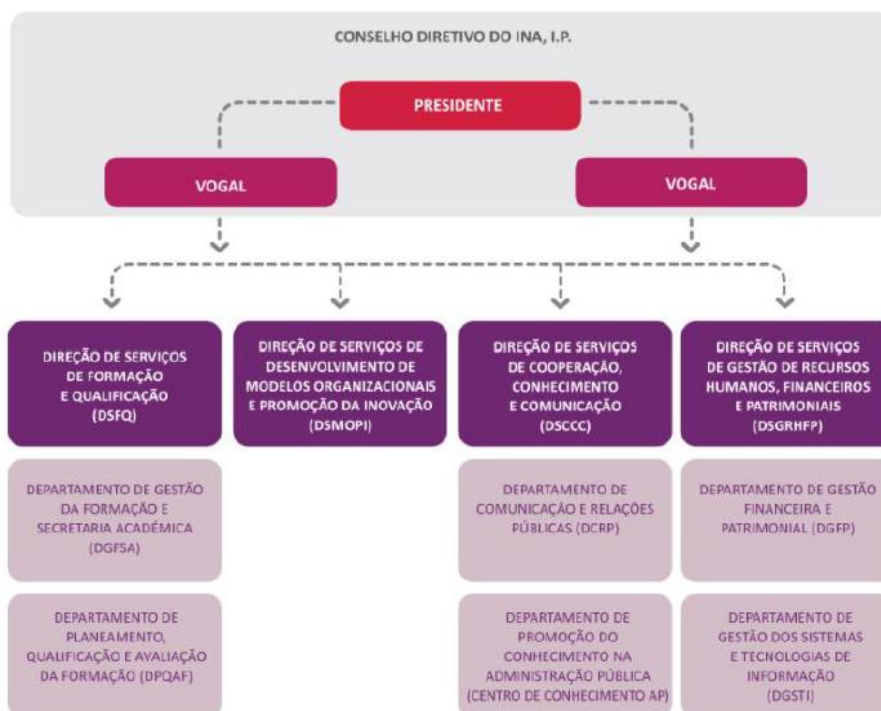 CONSELHO DIRETIVO DO INA, I.P.
PRESIDENTE
VOGAL
VOGAL
DIREÇÃO DE SERVIÇOS
DE FORMAÇÃO
E QUALIFICAÇÃO
(DSFQ)
DIREÇÃO DE SERVIÇOS DE
DESENVOLVIMENTO DE
MODELOS ORGANIZACIONAIS
E PROMOÇÃO DA INOVAÇÃO
(DSMOPI)
DIREÇÃO DE SERVIÇOS
DE COOPERAÇÃO,
CONHECIMENTO
E COMUNICAÇÃO
(DSCCC)
DIREÇÃO DE SERVIÇOS
DE GESTÃO DE RECURSOS
HUMANOS, FINANCEIROS
E PATRIMONIAIS
(DSGRHFP)
DEPARTAMENTO DE GESTÃO
DA FORMAÇÃO E
SECRETARIA ACADÉMICA
(DGFSA)
DEPARTAMENTO DE
COMUNICAÇÃO E RELAÇÕES
PÚBLICAS (DCRP)
DEPARTAMENTO DE GESTÃO
FINANCEIRA E
PATRIMONIAL (DGFP)
DEPARTAMENTO DE
PLANEAMENTO,
QUALIFICAÇÃO E AVALIAÇÃO
DA FORMAÇÃO (DPQAF)
DEPARTAMENTO DE
PROMOÇÃO DO
CONHECIMENTO NA
ADMINISTRAÇÃO PÚBLICA
(CENTRO DE CONHECIMENTO AP)
DEPARTAMENTO DE
GESTÃO DOS SISTEMAS
E TECNOLOGIAS DE
INFORMAÇÃO
(DGSTI)